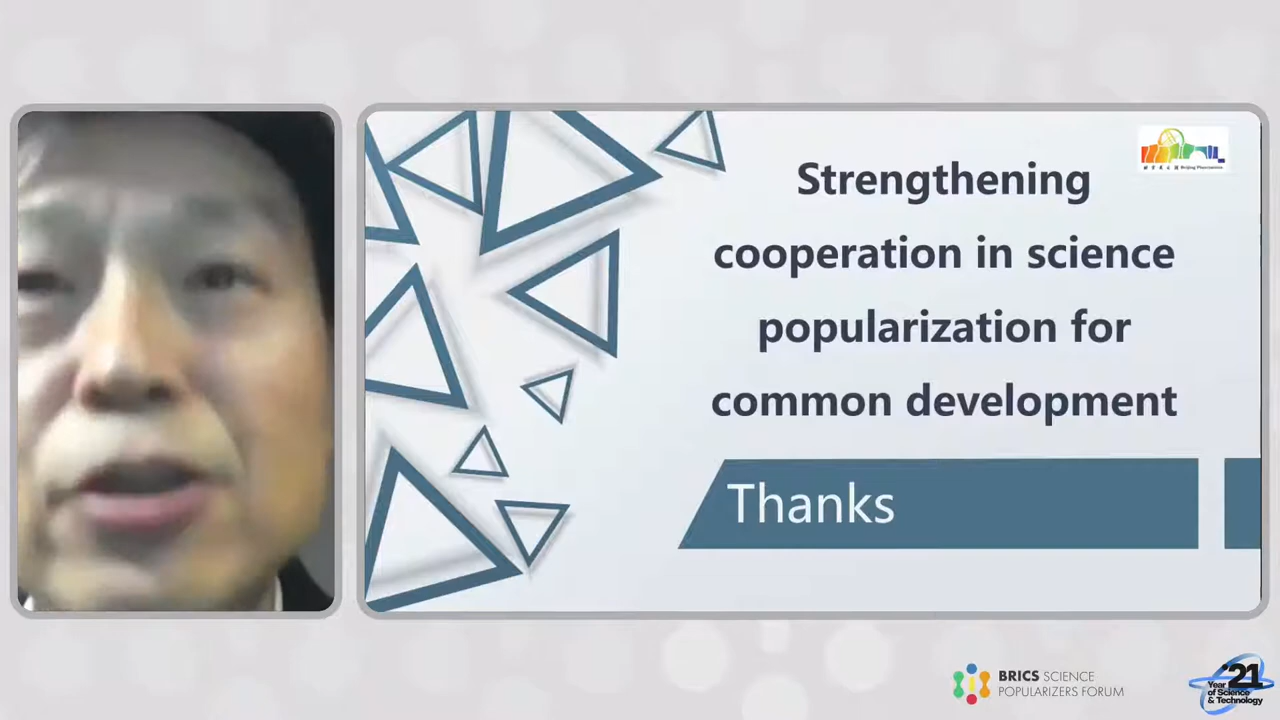 Strengthening
cooperation in science
popularization for
common development
Thanks
BRICS SCIENCE
POPULARIZERS FORUM
'21
Year
of Science
& Technology